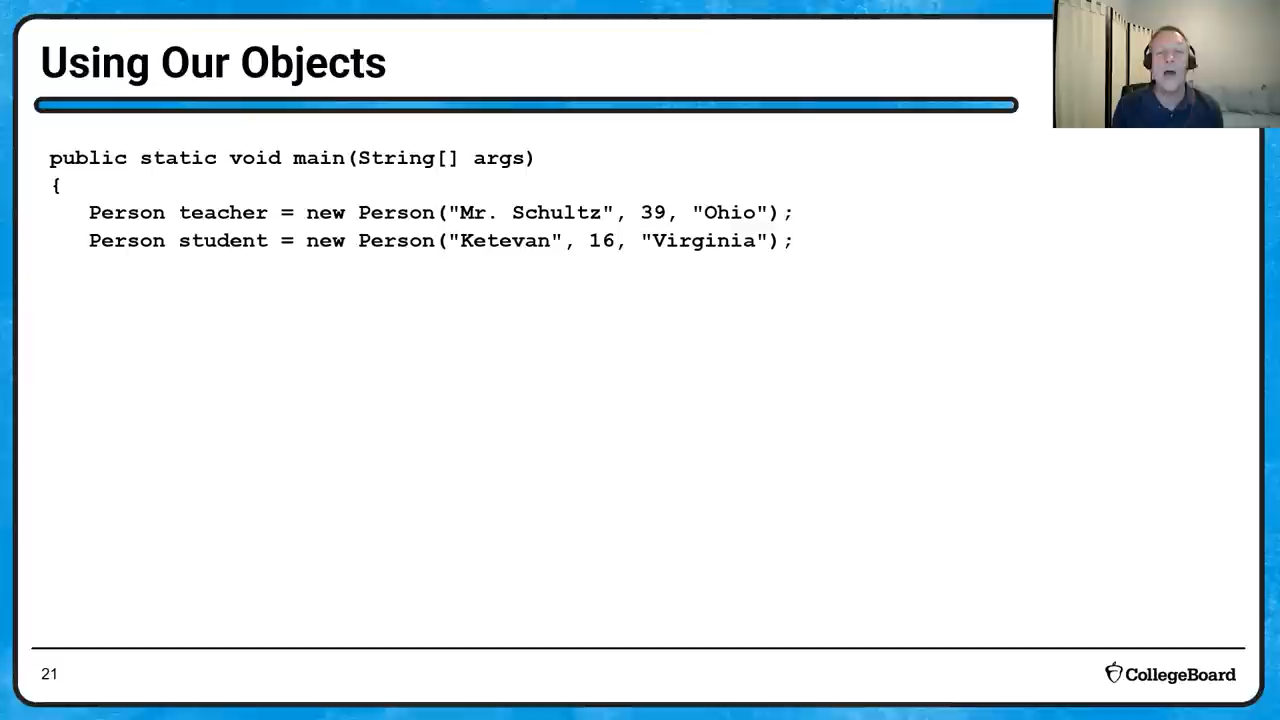 Using Our Objects
public static void main(String[] args)
{
Person teacher = new Person("Mr. Schultz", 39, "Ohio");
Person student = new Person("Ketevan", 16, "Virginia");
21
CollegeBoard